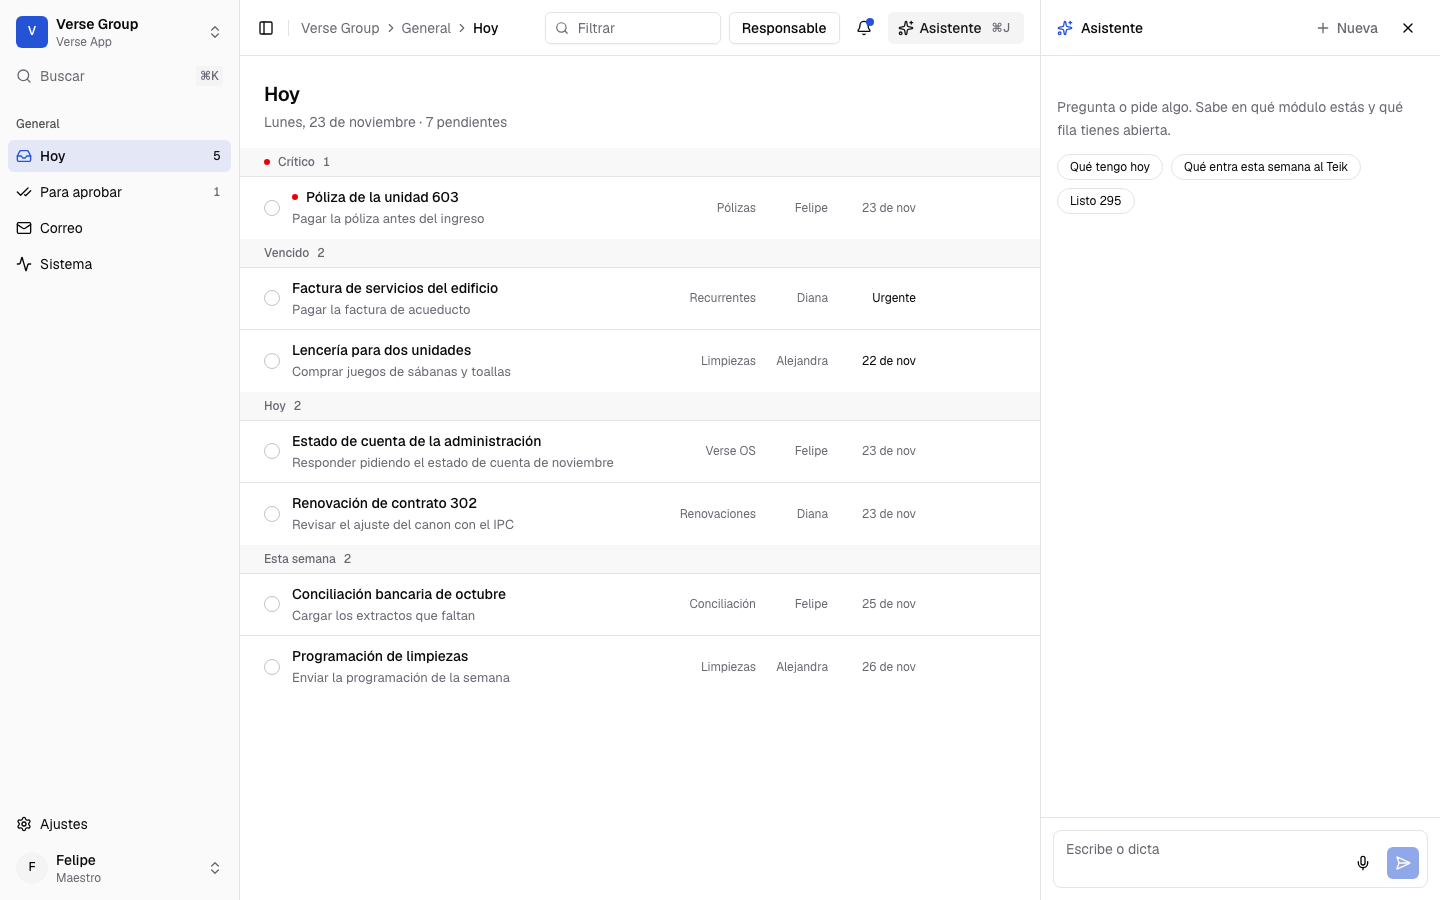 V
Verse Group
Verse App
Buscar ⌘K
General
Hoy 5
Para aprobar 1
Correo
Sistema
Ajustes
F
Felipe
Maestro
Verse Group > General > Hoy
Filtrar
Responsable
Asistente ⌘J
Hoy
Lunes, 23 de noviembre · 7 pendientes
Crítico 1
Póliza de la unidad 603
Pagar la póliza antes del ingreso
Pólizas Felipe 23 de nov
Vencido 2
Factura de servicios del edificio
Pagar la factura de acueducto
Recurrentes Diana Urgente
Lencería para dos unidades
Comprar juegos de sábanas y toallas
Limpiezas Alejandra 22 de nov
Hoy 2
Estado de cuenta de la administración
Responder pidiendo el estado de cuenta de noviembre
Verse OS Felipe 23 de nov
Renovación de contrato 302
Revisar el ajuste del canon con el IPC
Renovaciones Diana 23 de nov
Esta semana 2
Conciliación bancaria de octubre
Cargar los extractos que faltan
Conciliación Felipe 25 de nov
Programación de limpiezas
Enviar la programación de la semana
Limpiezas Alejandra 26 de nov
Asistente
Nueva
Pregunta o pide algo. Sabe en qué módulo estás y qué
fila tienes abierta.
Qué tengo hoy
Qué entra esta semana al Teik
Listo 295
Escribe o dicta